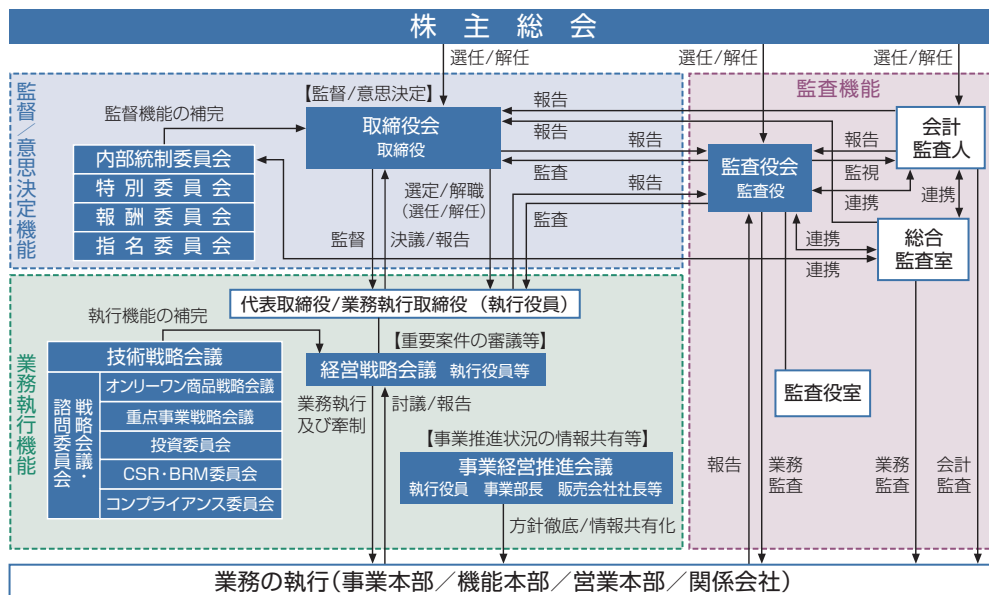 株主総会
選任/解任
選任/解任
選任/解任
監督/意思決定機能
【監督/意思決定】
監査機能
監督機能の補完
取締役会
取締役
報告
報告
報告
会計
監査人
内部統制委員会
特別委員会
報酬委員会
指名委員会
監査
報告
監査役会
監査役
監視
選定/解職
(選任/解任)
監査
連携
連携
監督
決議/報告
連携
連携
総合
監査室
代表取締役/業務執行取締役（執行役員）
業務執行機能
執行機能の補完
【重要案件の審議等】
技術戦略会議
経営戦略会議 執行役員等
戦略会議・
諮問委員会
オンリーワン商品戦略会議
重点事業戦略会議
投資委員会
CSR・BRM委員会
コンプライアンス委員会
業務執行
及び牽制
討議/報告
監査役室
【事業推進状況の情報共有等】
事業経営推進会議
執行役員 事業部長 販売会社社長等
報告
業務
監査
業務
監査
会計
監査
方針徹底/情報共有化
業務の執行(事業本部／機能本部／営業本部／関係会社)